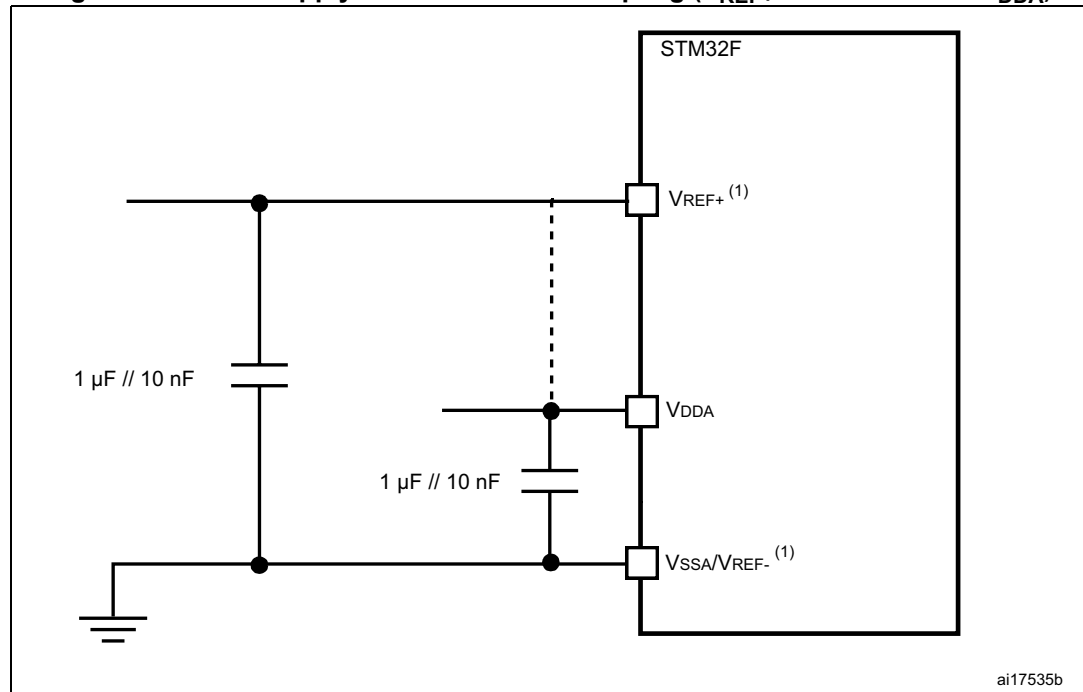 STM32F
VREF+ (1)
1 µF // 10 nF
VDDA
1 µF // 10 nF
VSSA/VREF- (1)
ai17535b